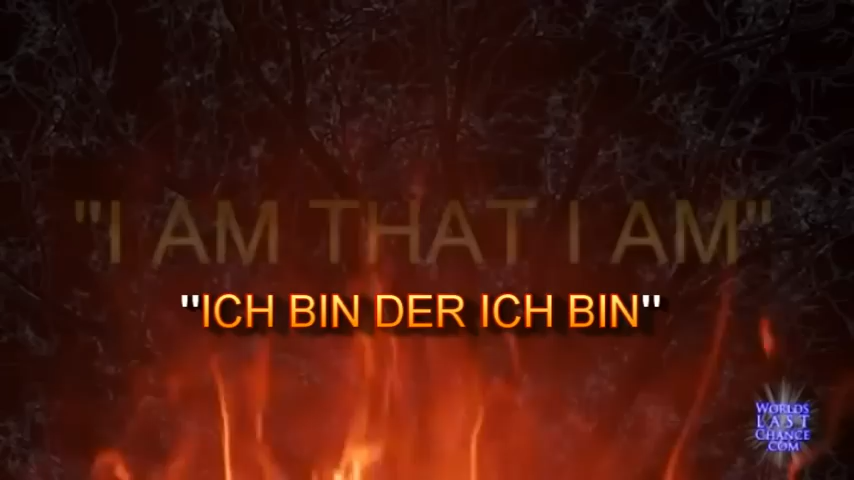 "I AM THAT I AM"
"ICH BIN DER ICH BIN"
WORLDS
LAST
CHANCE
.COM